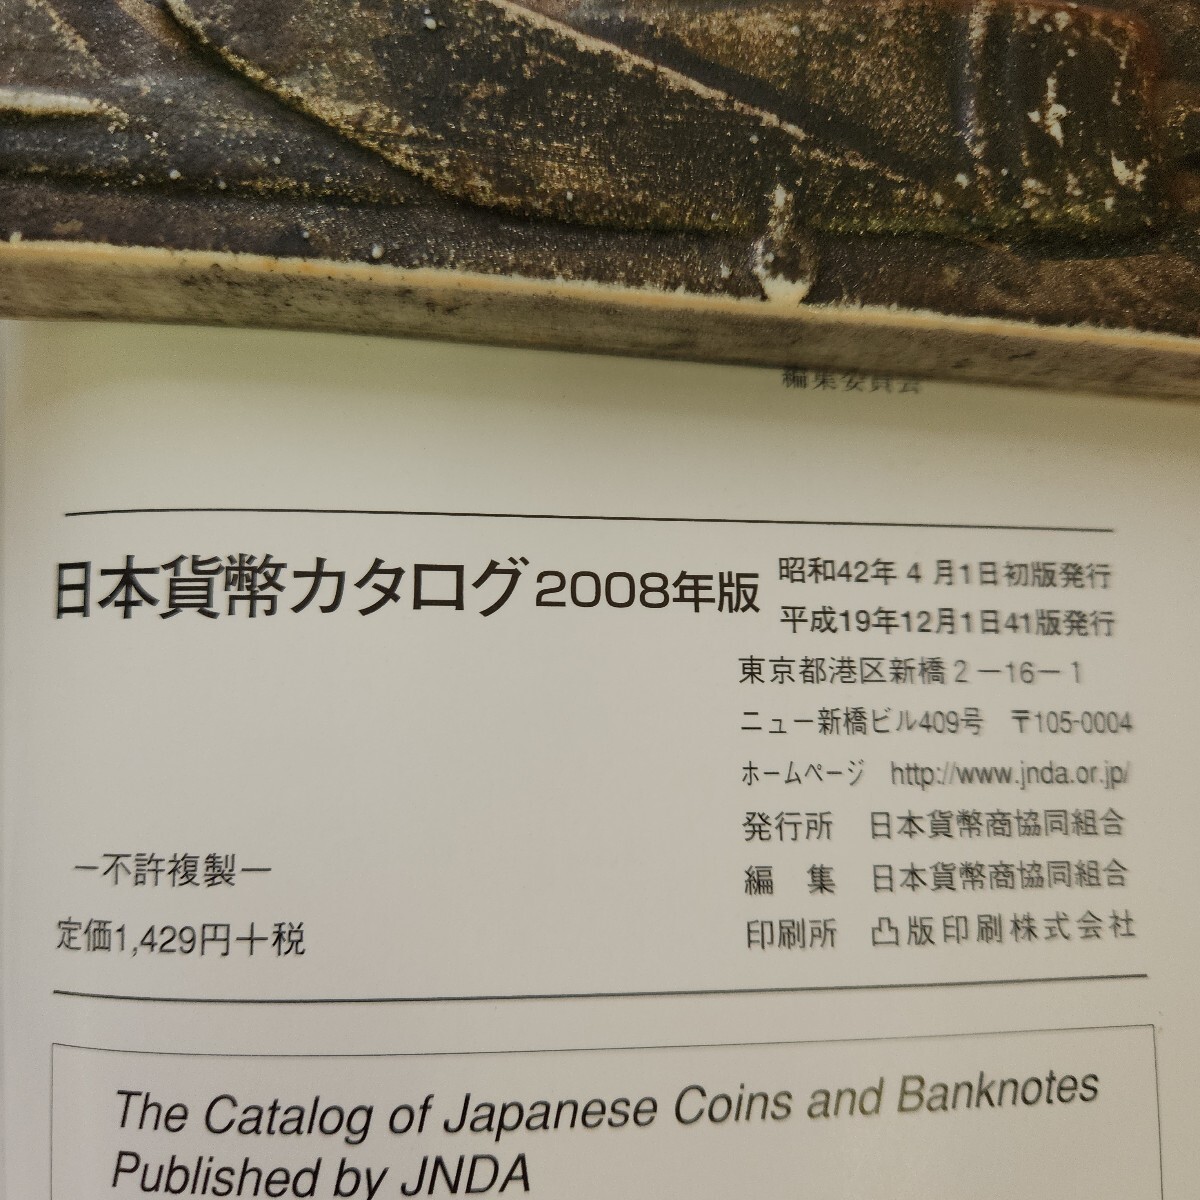 編集委員会
日本貨幣カタログ2008年版
昭和42年4月1日初版発行
平成19年12月1日41版発行
東京都港区新橋2－16－1
ニュー新橋ビル409号　〒105-0004
ホームページ　http://www.jnda.or.jp/
発行所　日本貨幣商協同組合
編　集　日本貨幣商協同組合
印刷所　凸版印刷株式会社
－不許複製－
定価1,429円＋税
The Catalog of Japanese Coins and Banknotes
Published by JNDA